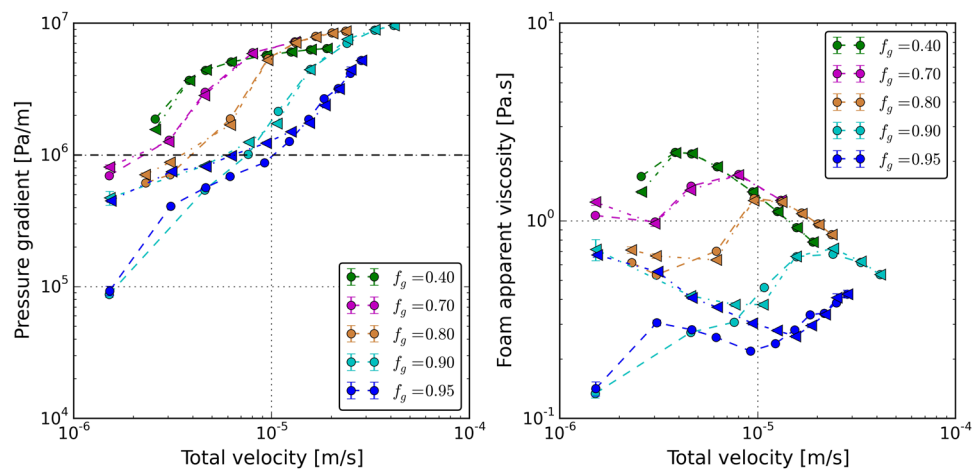 10^7
10^6
10^5
10^4
10^-6
10^-5
10^-4
Pressure gradient [Pa/m]
Total velocity [m/s]
f_g = 0.40
f_g = 0.70
f_g = 0.80
f_g = 0.90
f_g = 0.95
10^1
10^0
10^-1
10^-6
10^-5
10^-4
Foam apparent viscosity [Pa.s]
Total velocity [m/s]
f_g = 0.40
f_g = 0.70
f_g = 0.80
f_g = 0.90
f_g = 0.95